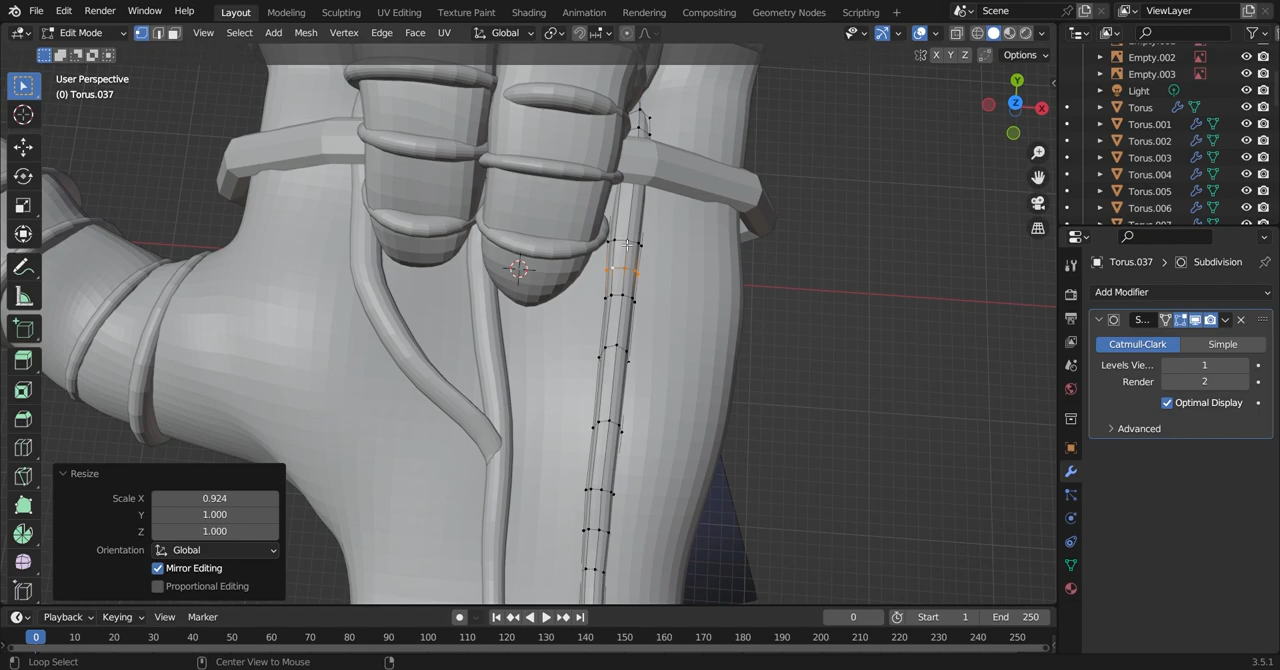 File Edit Render Window Help Layout Modeling Sculpting UV Editing Texture Paint Shading Animation Rendering Compositing Geometry Nodes Scripting + Scene ViewLayer
Edit Mode View Select Add Mesh Vertex Edge Face UV Global
X Y Z Options
User Perspective
(0) Torus.037
Y
Z
X
Empty.002
Empty.003
Light
Torus
Torus.001
Torus.002
Torus.003
Torus.004
Torus.005
Torus.006
Torus.037 > Subdivision
Add Modifier
S...
Catmull-Clark Simple
Levels Vie... 1
Render 2
Optimal Display
Advanced
Resize
Scale X 0.924
Y 1.000
Z 1.000
Orientation Global
Mirror Editing
Proportional Editing
Playback Keying View Marker 0 Start 1 End 250
0 10 20 30 40 50 60 70 80 90 100 110 120 130 140 150 160 170 180 190 200 210 220 230 240 250
Loop Select Center View to Mouse 3.5.1